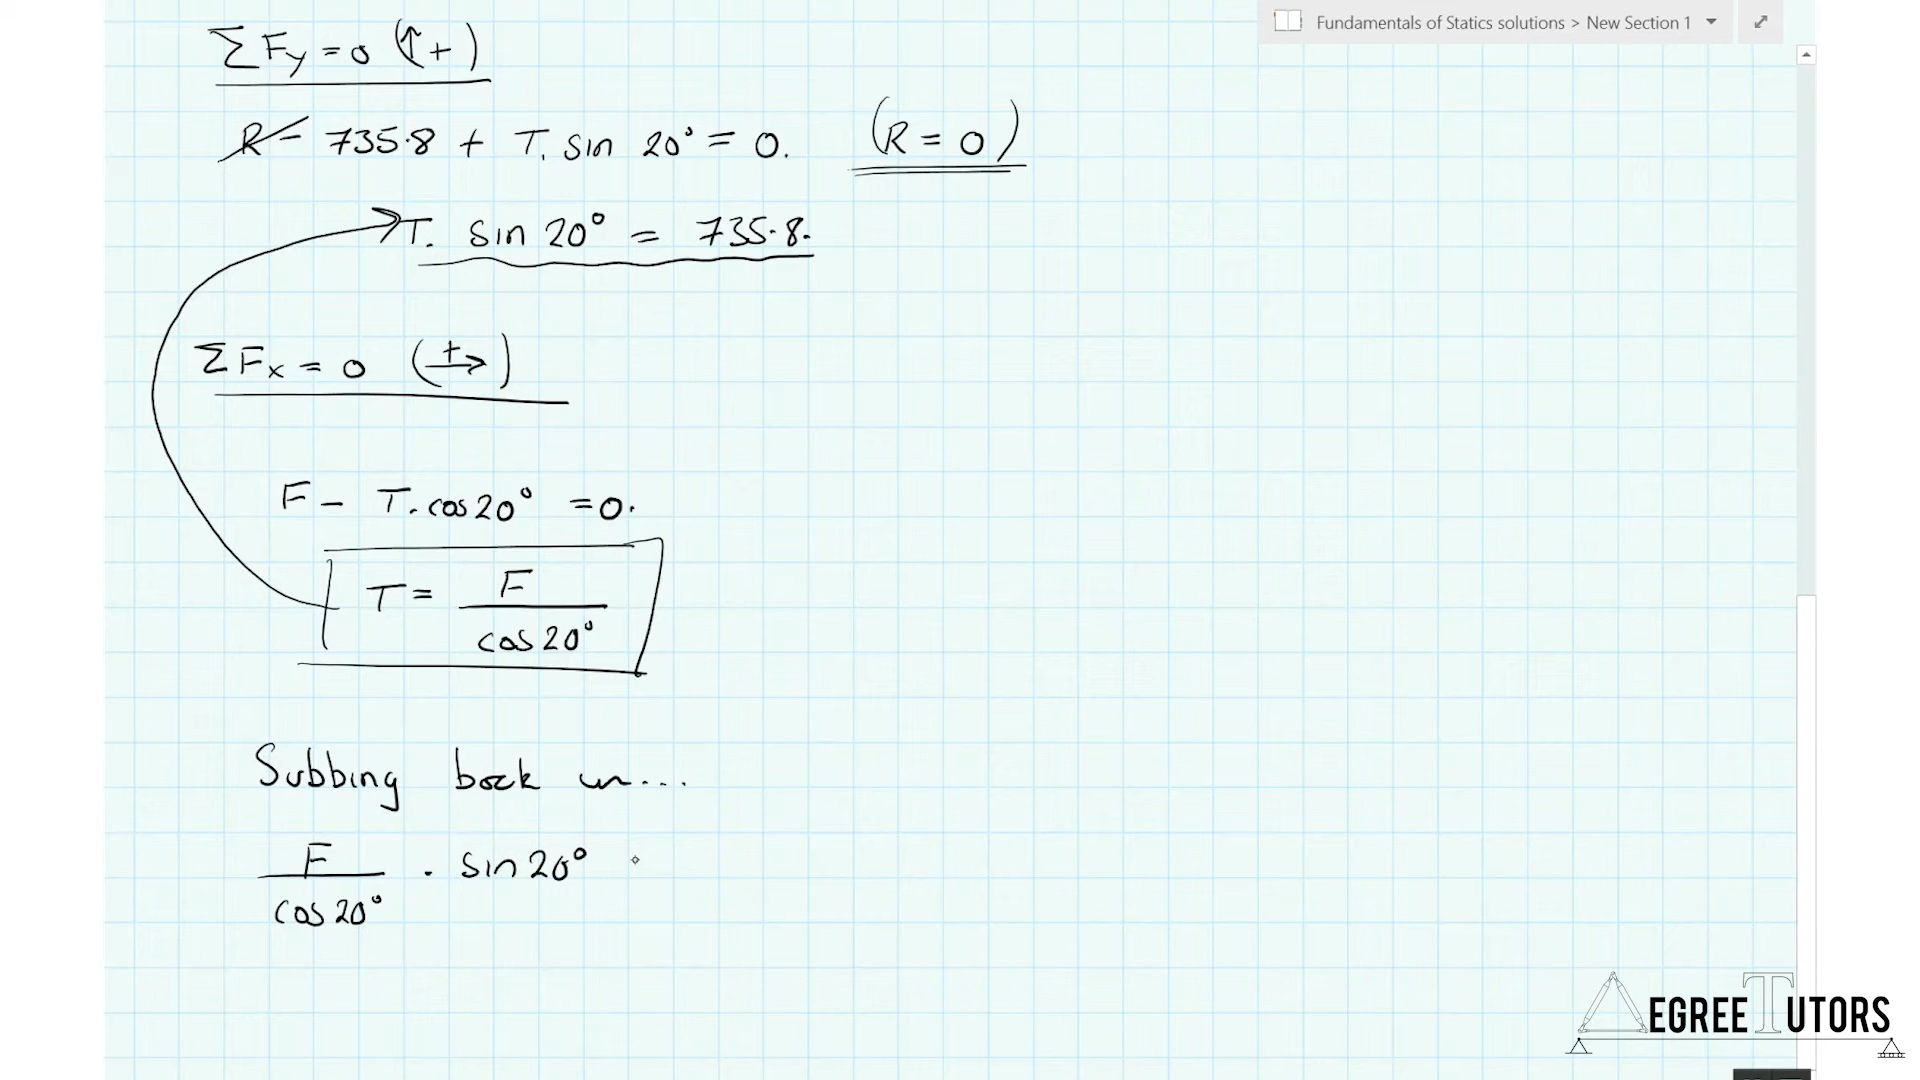 Fundamentals of Statics solutions > New Section 1
ΣFy = 0 (↑+)
R - 735.8 + T. sin 20° = 0. (R = 0)
T. sin 20° = 735.8.
ΣFx = 0 (+→)
F - T. cos 20° = 0.
T = F / cos 20°
Subbing back in...
F / cos 20° . sin 20°
DEGREE TUTORS